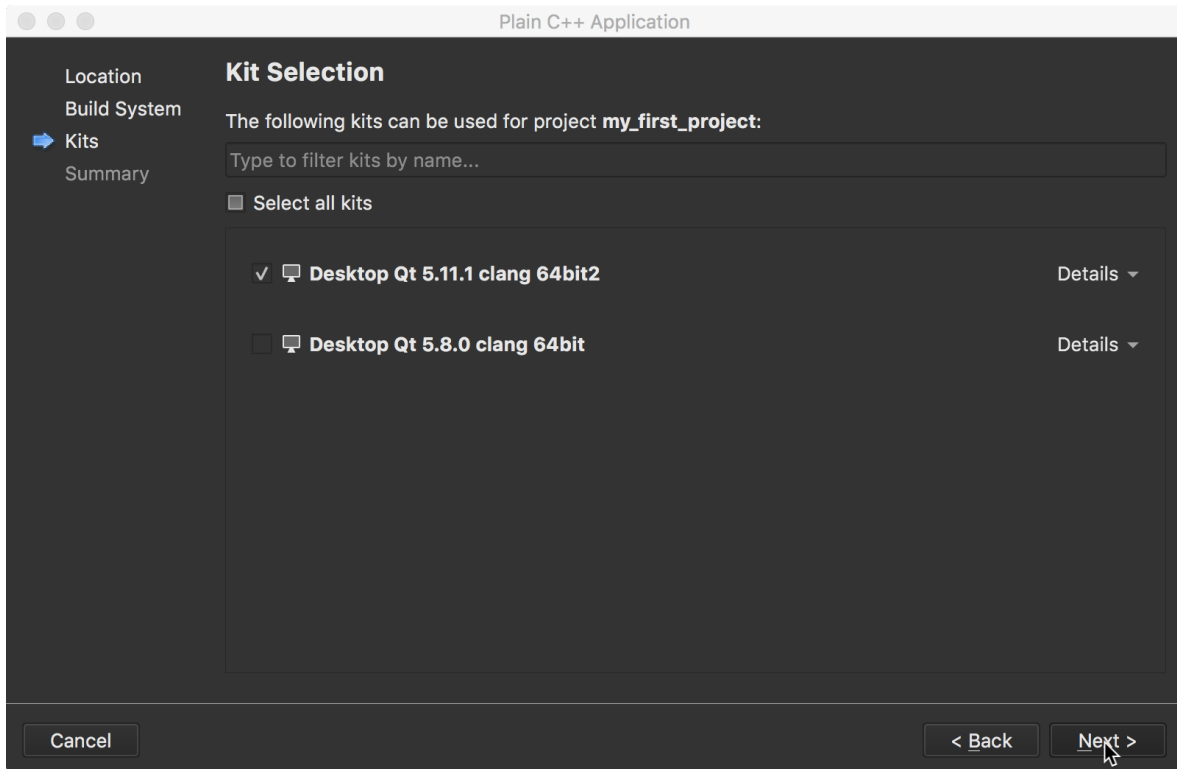 Plain C++ Application
Location
Build System
Kits
Summary
Kit Selection
The following kits can be used for project my_first_project:
Type to filter kits by name...
Select all kits
Desktop Qt 5.11.1 clang 64bit2 Details
Desktop Qt 5.8.0 clang 64bit Details
Cancel < Back Next >